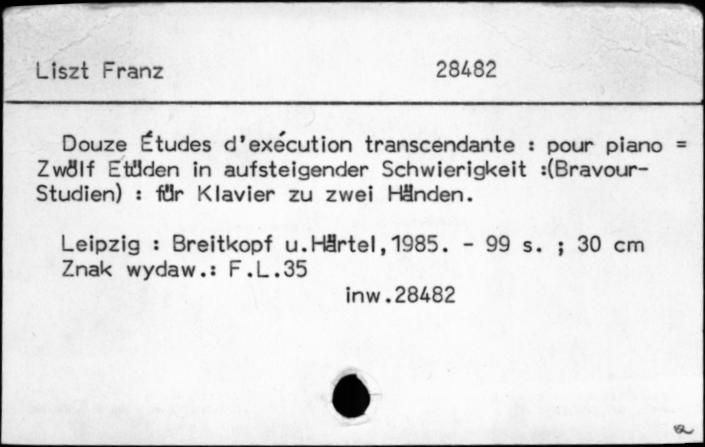 Liszt Franz 28482
Douze Études d'exécution transcendante : pour piano =
Zwölf Etüden in aufsteigender Schwierigkeit :(Bravour-
Studien) : für Klavier zu zwei Händen.
Leipzig : Breitkopf u.Härtel,1985. - 99 s. ; 30 cm
Znak wydaw.: F.L.35
inw.28482